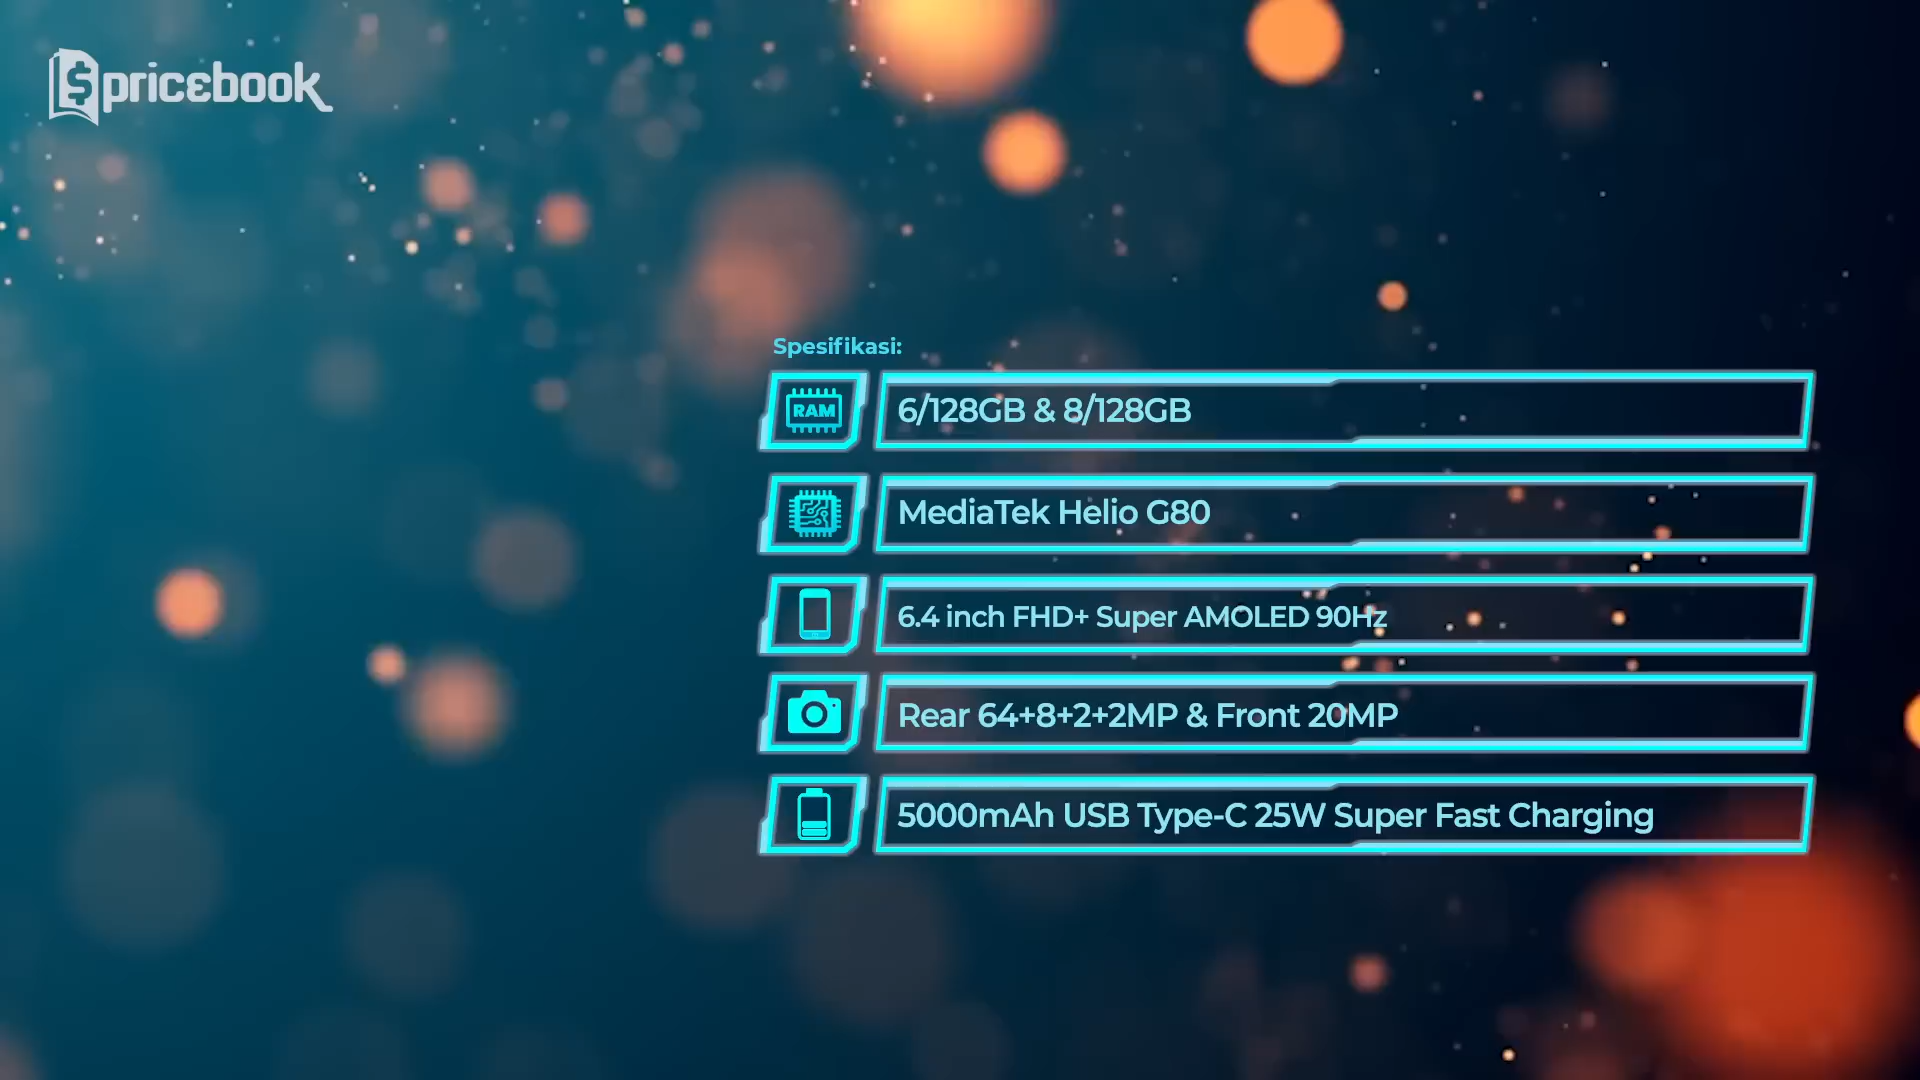 pricebook
Spesifikasi:
RAM
6/128GB & 8/128GB
MediaTek Helio G80
6.4 inch FHD+ Super AMOLED 90Hz
Rear 64+8+2+2MP & Front 20MP
5000mAh USB Type-C 25W Super Fast Charging